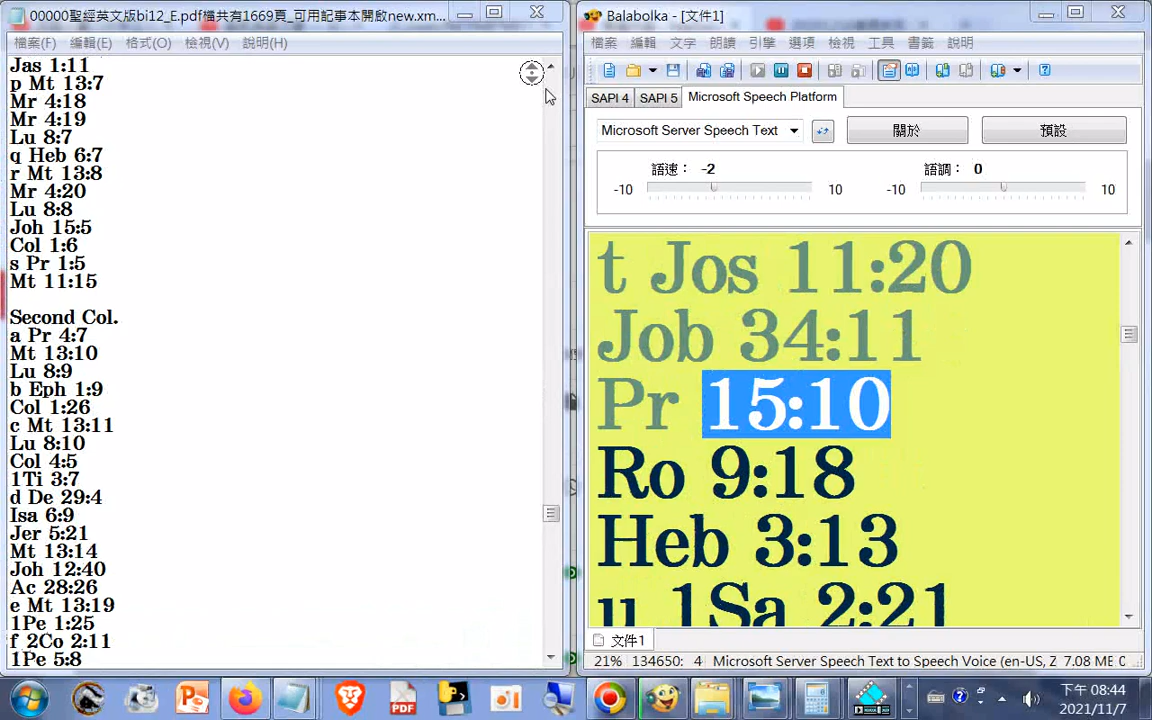 00000聖經英文版bi12_E.pdf檔共有1669頁_可用記事本開啟new.xm...
檔案(F) 編輯(E) 格式(O) 檢視(V) 說明(H)
Jas 1:11
p Mt 13:7
Mr 4:18
Mr 4:19
Lu 8:7
q Heb 6:7
r Mt 13:8
Mr 4:20
Lu 8:8
Joh 15:5
Col 1:6
s Pr 1:5
Mt 11:15
Second Col.
a Pr 4:7
Mt 13:10
Lu 8:9
b Eph 1:9
Col 1:26
c Mt 13:11
Lu 8:10
Col 4:5
1Ti 3:7
d De 29:4
Isa 6:9
Jer 5:21
Mt 13:14
Joh 12:40
Ac 28:26
e Mt 13:19
1Pe 1:25
f 2Co 2:11
1Pe 5:8
Balabolka - [文件1]
檔案 編輯 文字 朗讀 引擎 選項 檢視 工具 書籤 說明
SAPI 4 SAPI 5 Microsoft Speech Platform
Microsoft Server Speech Text 關於 預設
語速: -2 語調: 0
-10 10 -10 10
t Jos 11:20
Job 34:11
Pr 15:10
Ro 9:18
Heb 3:13
u 1Sa 2:21
文件1
21% 134650: 4 Microsoft Server Speech Text to Speech Voice (en-US, Z 7.08 MB 0
PDF
下午 08:44
2021/11/7